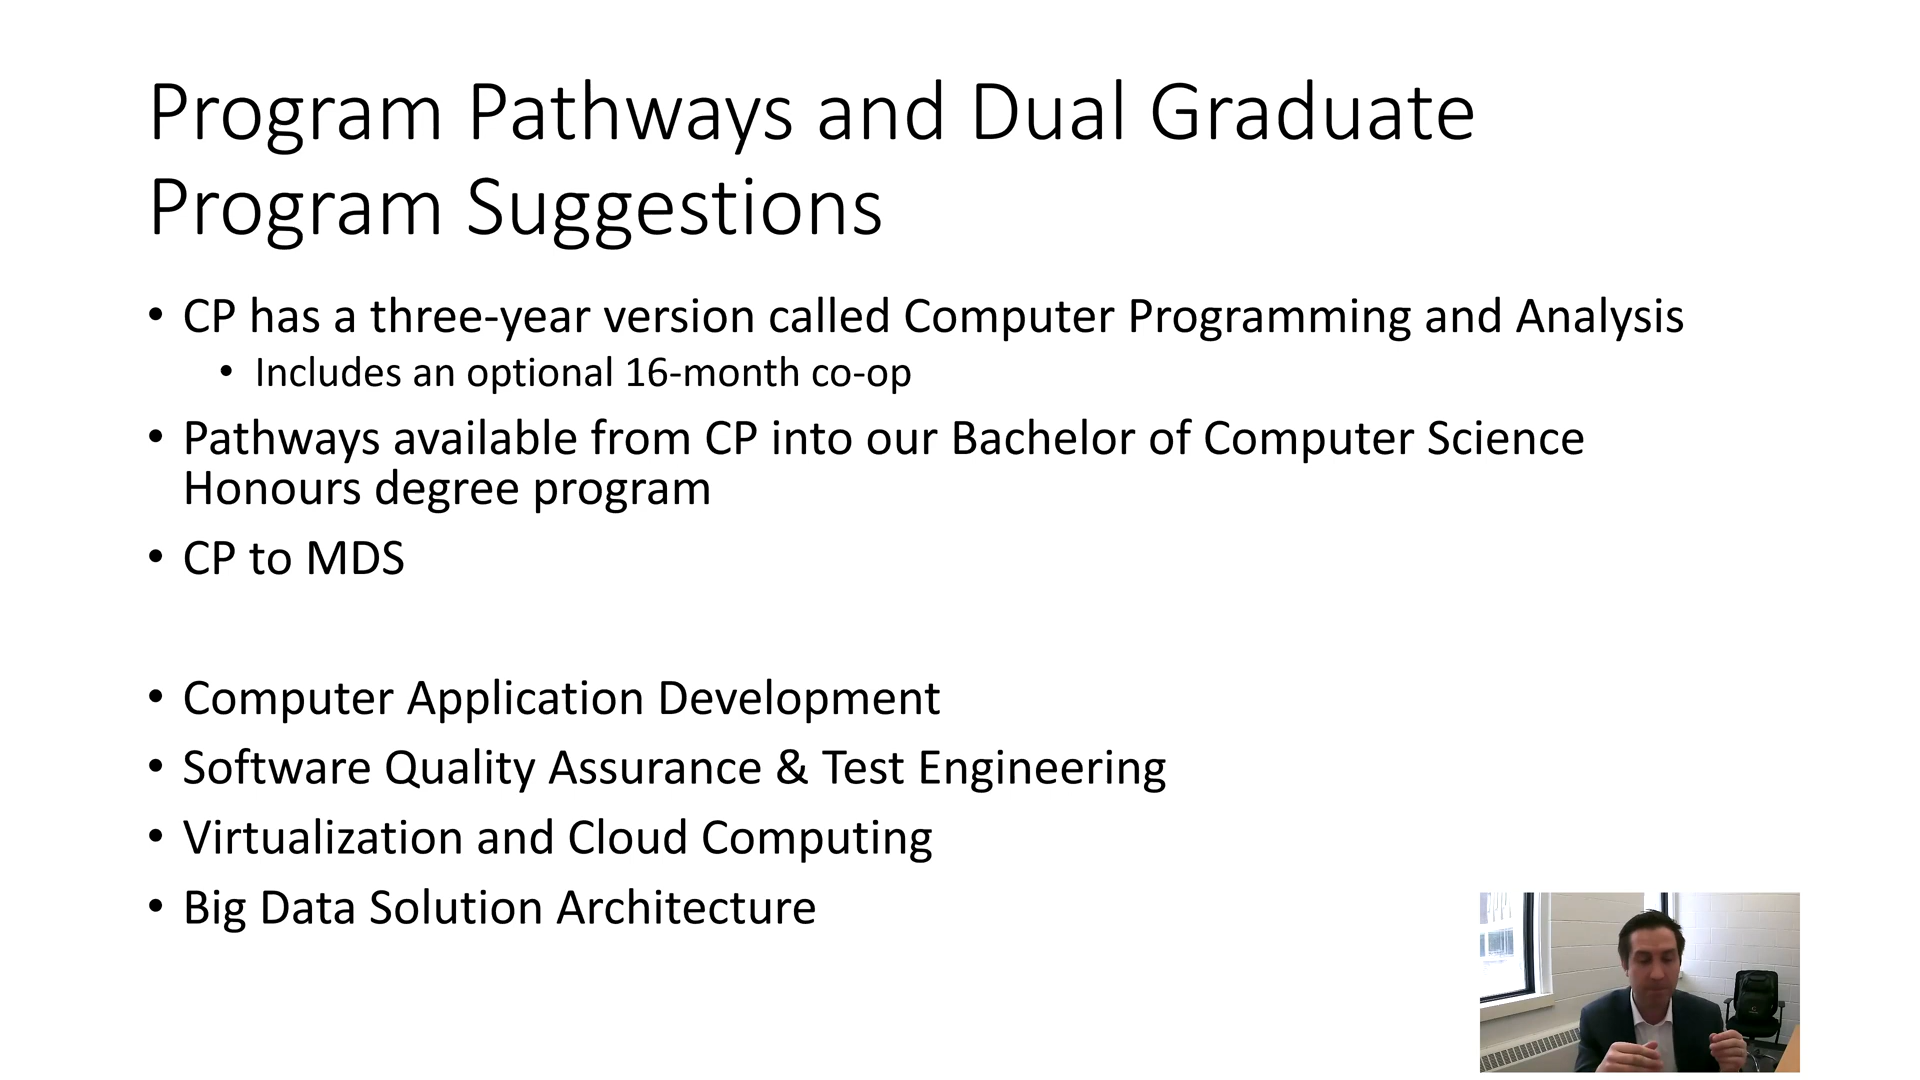 Program Pathways and Dual Graduate
Program Suggestions
• CP has a three-year version called Computer Programming and Analysis
• Includes an optional 16-month co-op
• Pathways available from CP into our Bachelor of Computer Science
Honours degree program
• CP to MDS
• Computer Application Development
• Software Quality Assurance & Test Engineering
• Virtualization and Cloud Computing
• Big Data Solution Architecture